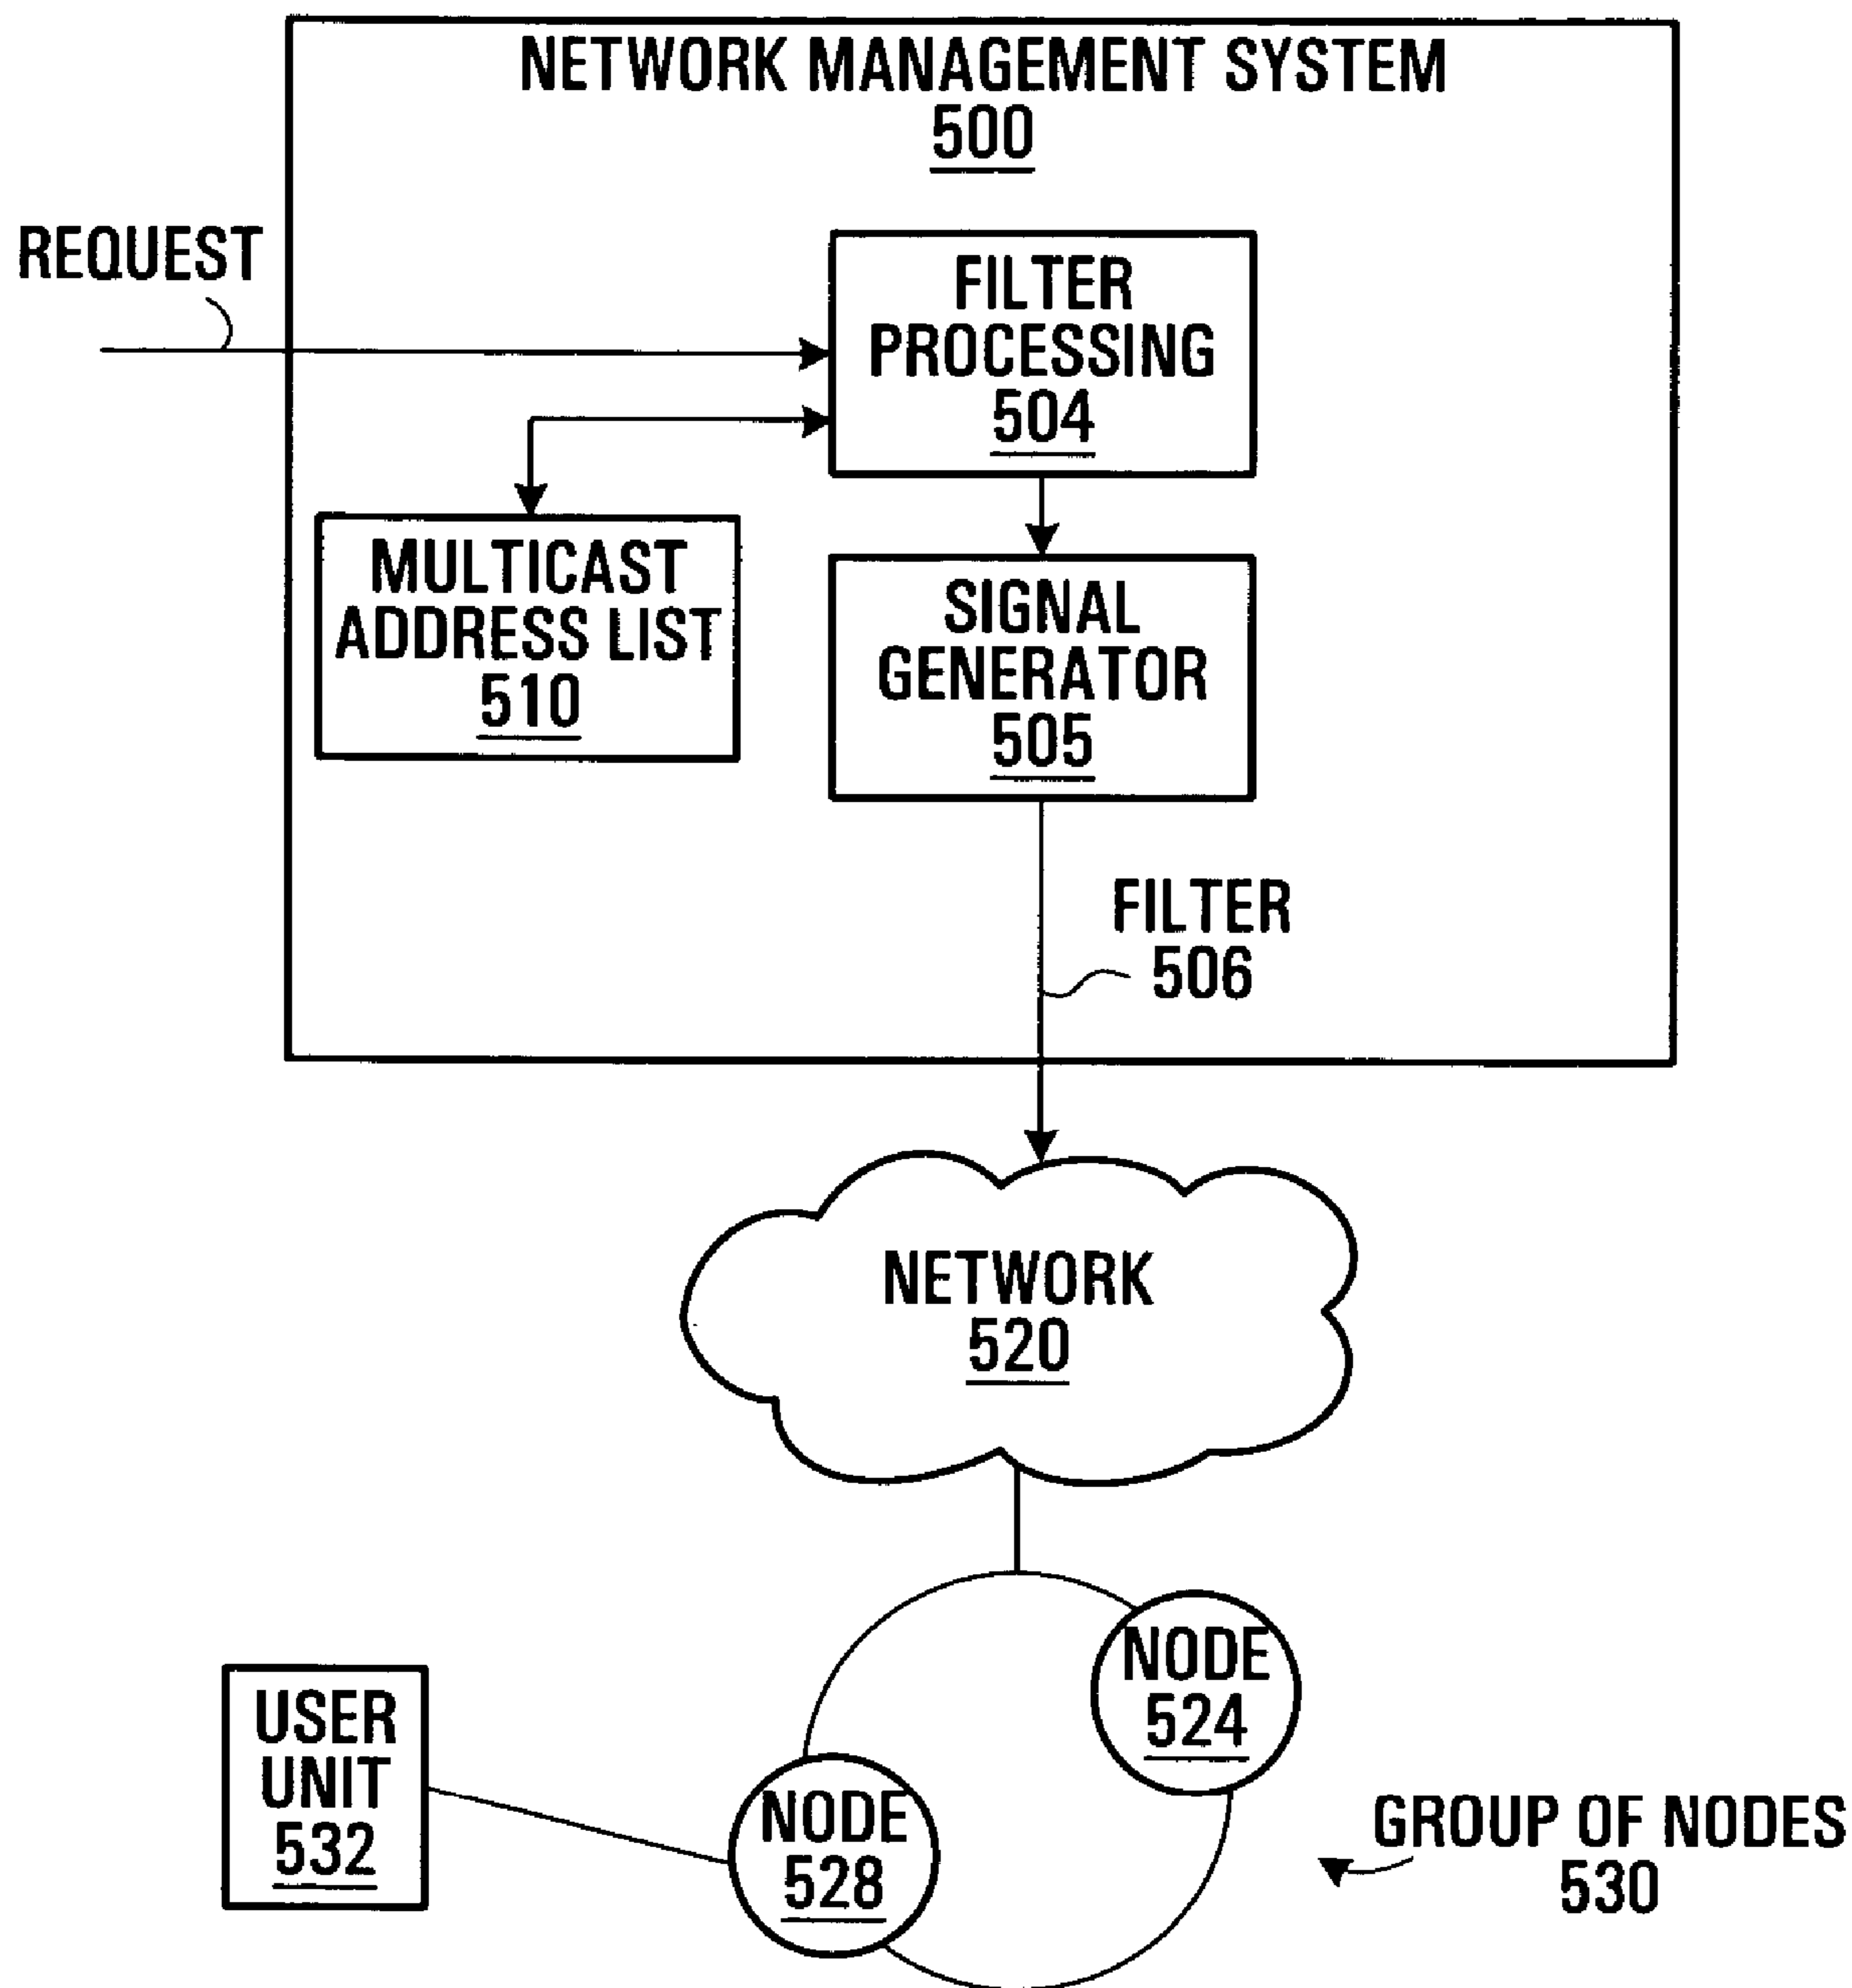 NETWORK MANAGEMENT SYSTEM
500
REQUEST
FILTER
PROCESSING
504
MULTICAST
ADDRESS LIST
510
SIGNAL
GENERATOR
505
FILTER
506
NETWORK
520
NODE
524
USER
UNIT
532
NODE
528
GROUP OF NODES
530